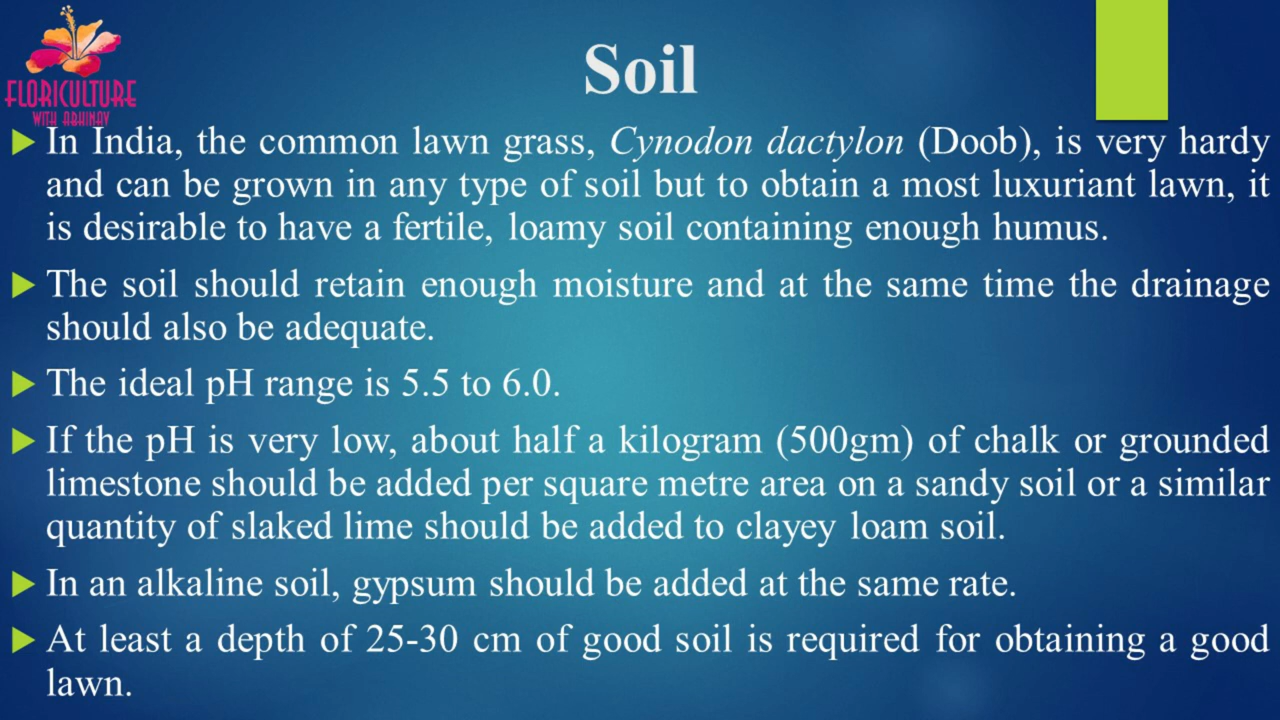 FLORICULTURE
WITH ABHINAV
Soil
In India, the common lawn grass, Cynodon dactylon (Doob), is very hardy
and can be grown in any type of soil but to obtain a most luxuriant lawn, it
is desirable to have a fertile, loamy soil containing enough humus.
The soil should retain enough moisture and at the same time the drainage
should also be adequate.
The ideal pH range is 5.5 to 6.0.
If the pH is very low, about half a kilogram (500gm) of chalk or grounded
limestone should be added per square metre area on a sandy soil or a similar
quantity of slaked lime should be added to clayey loam soil.
In an alkaline soil, gypsum should be added at the same rate.
At least a depth of 25-30 cm of good soil is required for obtaining a good
lawn.